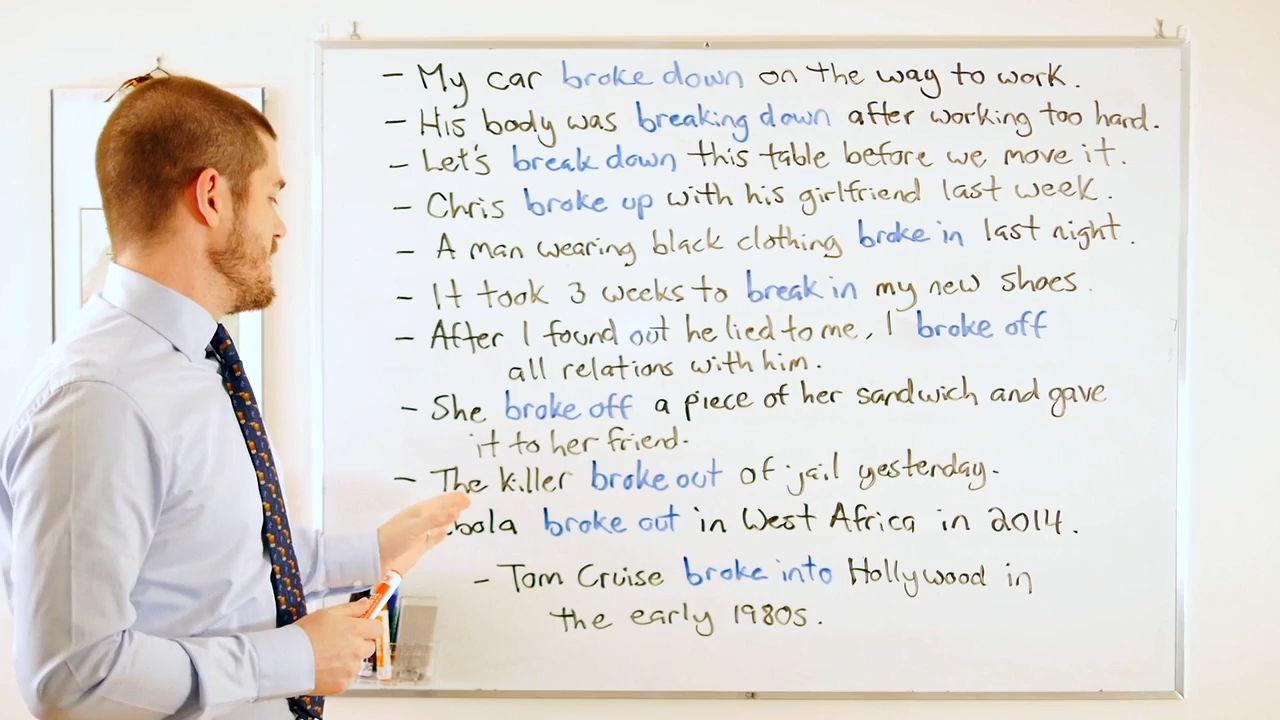 - My car broke down on the way to work.
- His body was breaking down after working too hard.
- Let's break down this table before we move it.
- Chris broke up with his girlfriend last week.
- A man wearing black clothing broke in last night.
- It took 3 weeks to break in my new shoes.
- After I found out he lied to me, I broke off
all relations with him.
- She broke off a piece of her sandwich and gave
it to her friend.
- The killer broke out of jail yesterday.
broke out in West Africa in 2014.
- Tom Cruise broke into Hollywood in
the early 1980s.